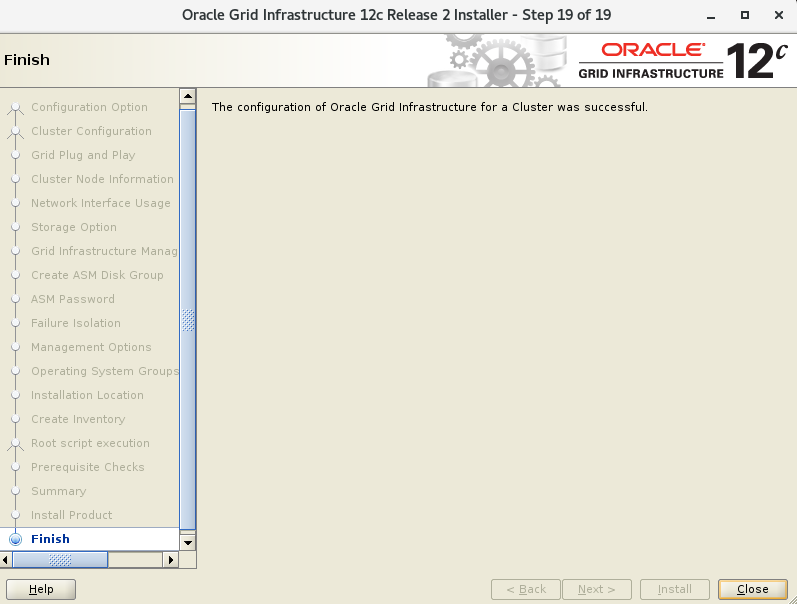 Oracle Grid Infrastructure 12c Release 2 Installer - Step 19 of 19
Finish
ORACLE
GRID INFRASTRUCTURE
12c
Configuration Option
Cluster Configuration
Grid Plug and Play
Cluster Node Information
Network Interface Usage
Storage Option
Grid Infrastructure Manag
Create ASM Disk Group
ASM Password
Failure Isolation
Management Options
Operating System Groups
Installation Location
Create Inventory
Root script execution
Prerequisite Checks
Summary
Install Product
Finish
The configuration of Oracle Grid Infrastructure for a Cluster was successful.
Help
< Back
Next >
Install
Close